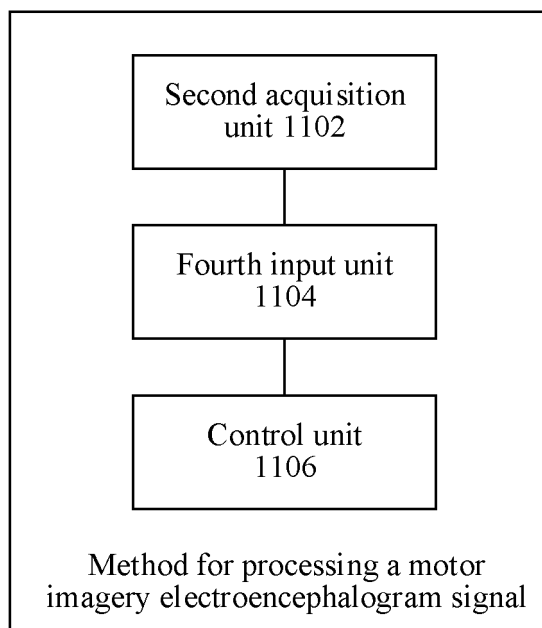 Second acquisition
unit 1102
Fourth input unit
1104
Control unit
1106
Method for processing a motor
imagery electroencephalogram signal